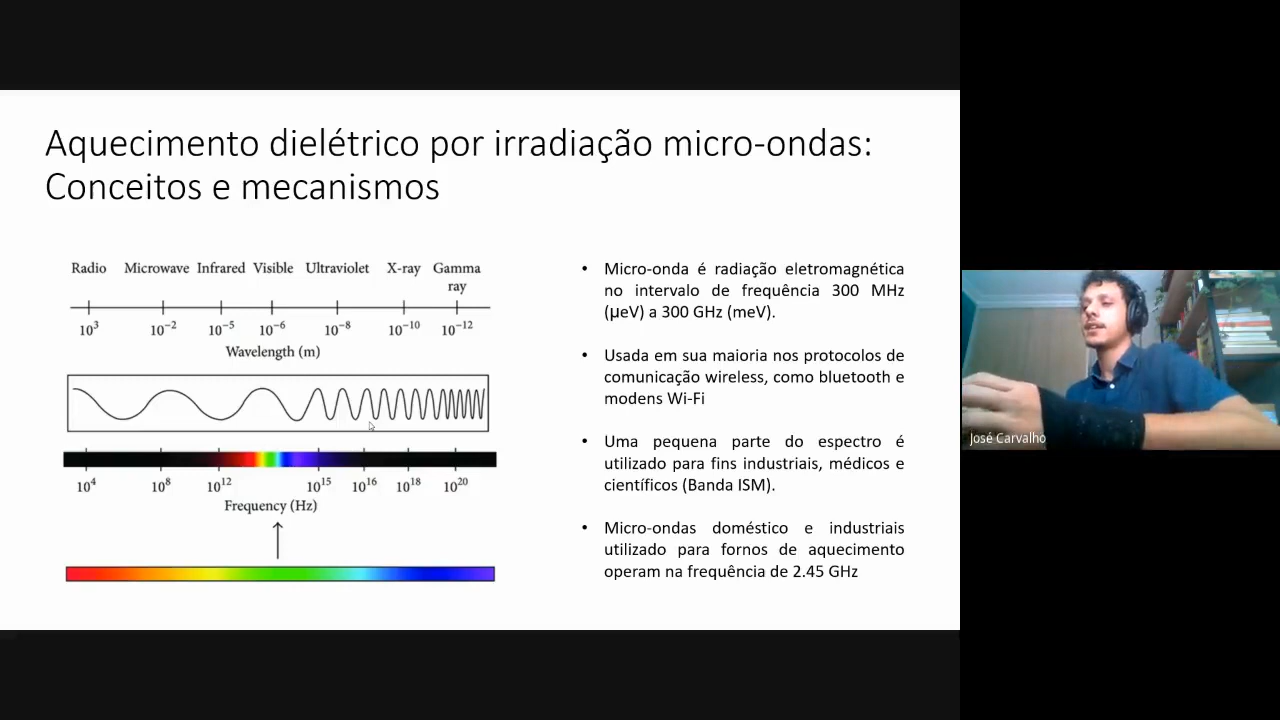 Aquecimento dielétrico por irradiação micro-ondas:
Conceitos e mecanismos
Radio Microwave Infrared Visible Ultraviolet X-ray Gamma
ray
10³ 10⁻² 10⁻⁵ 10⁻⁶ 10⁻⁸ 10⁻¹⁰ 10⁻¹²
Wavelength (m)
10⁴ 10⁸ 10¹² 10¹⁵ 10¹⁶ 10¹⁸ 10²⁰
Frequency (Hz)
• Micro-onda é radiação eletromagnética
no intervalo de frequência 300 MHz
(µeV) a 300 GHz (meV).
• Usada em sua maioria nos protocolos de
comunicação wireless, como bluetooth e
modens Wi-Fi
• Uma pequena parte do espectro é
utilizado para fins industriais, médicos e
científicos (Banda ISM).
• Micro-ondas doméstico e industriais
utilizado para fornos de aquecimento
operam na frequência de 2.45 GHz
José Carvalho